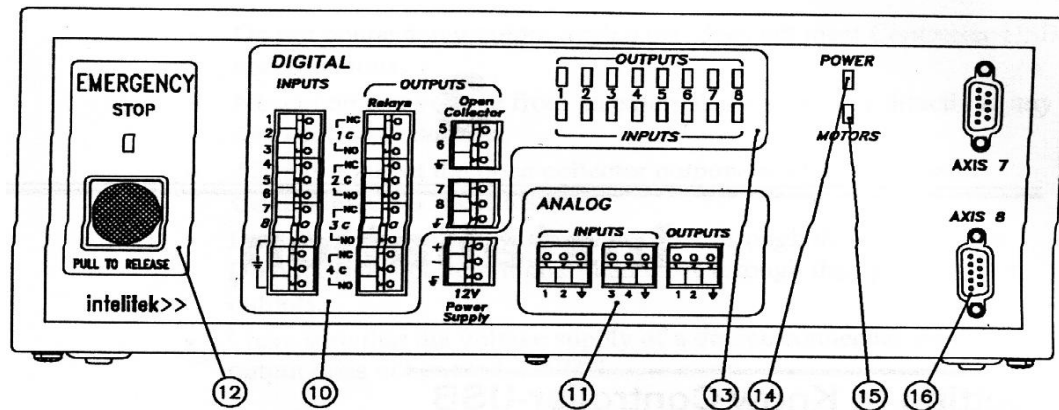 EMERGENCY
STOP
PULL TO RELEASE
intelitek>>
DIGITAL
INPUTS
OUTPUTS
Relays
Open
Collector
1
2
3
4
5
6
7
8
NC
1 C
NO
NC
2 C
NO
NC
3 C
NO
NC
4 C
NO
5
6
7
8
+
12V
Power
Supply
OUTPUTS
1 2 3 4 5 6 7 8
INPUTS
ANALOG
INPUTS
OUTPUTS
1 2
3 4
1 2
POWER
MOTORS
AXIS 7
AXIS 8
12
10
11
13
14
15
16